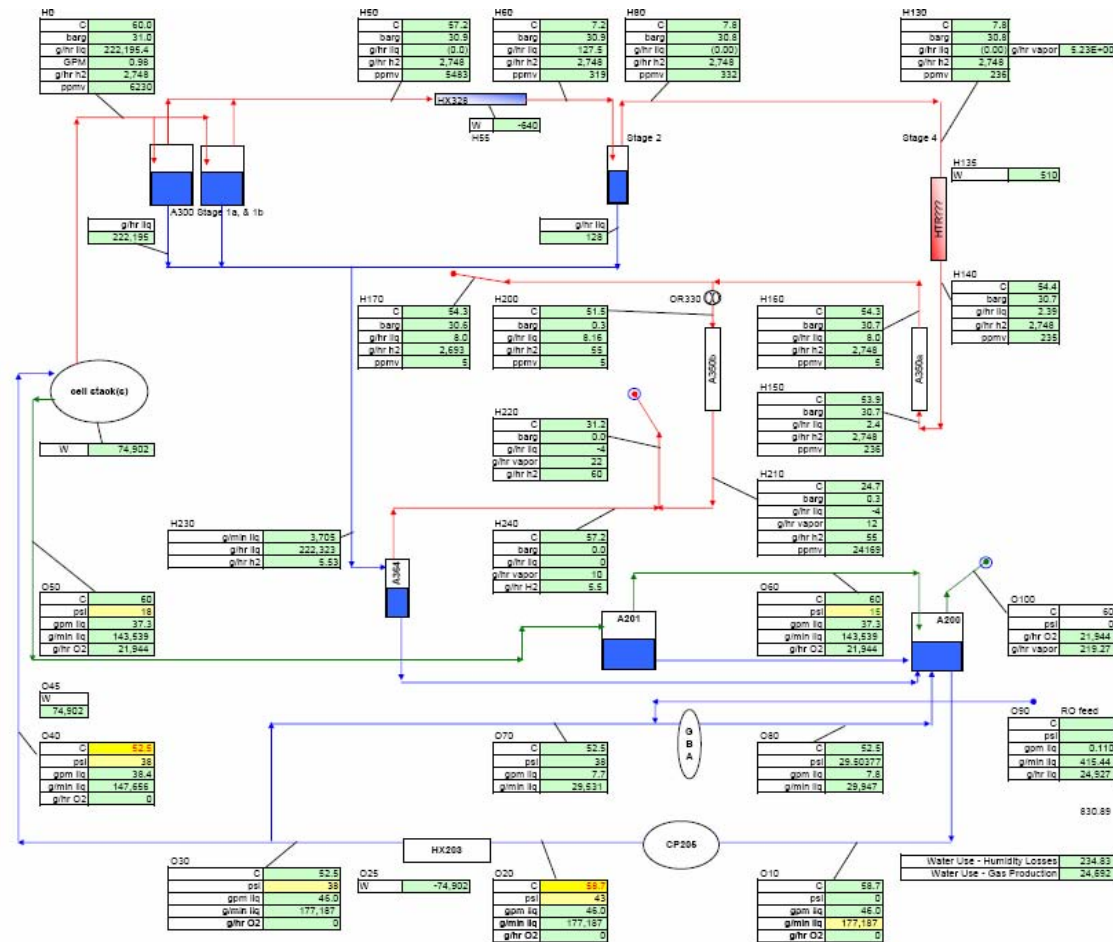 H0
C 60.0
barg 31.0
g/hr liq 222,195.4
GPM 0.98
g/hr h2 2,748
ppmv 6230
H50
C 57.2
barg 30.9
g/hr liq (0.0)
g/hr h2 2,748
ppmv 5483
H60
C 7.2
barg 30.9
g/hr liq 127.5
g/hr h2 2,748
ppmv 319
H80
C 7.8
barg 30.8
g/hr liq (0.00)
g/hr h2 2,748
ppmv 332
H130
C 7.8
barg 30.8
g/hr liq (0.00) g/hr vapor 5.23E+00
g/hr h2 2,748
ppmv 236
HX328
W -640
H55
Stage 2
Stage 4
H135
W 510
HTR???
A300 Stage 1a, & 1b
g/hr liq
222,195
g/hr liq
128
H140
C 54.4
barg 30.7
g/hr liq 2.39
g/hr h2 2,748
ppmv 235
H170
C 54.3
barg 30.6
g/hr liq 8.0
g/hr h2 2,693
ppmv 5
H200
C 51.5
barg 0.3
g/hr liq 8.16
g/hr h2 55
ppmv 5
OR330
H160
C 54.3
barg 30.7
g/hr liq 8.0
g/hr h2 2,748
ppmv 5
A350b
A350a
cell stack(s)
W 74,902
H150
C 53.9
barg 30.7
g/hr liq 2.4
g/hr h2 2,748
ppmv 236
H220
C 31.2
barg 0.0
g/hr liq -4
g/hr vapor 22
g/hr h2 60
H210
C 24.7
barg 0.3
g/hr liq -4
g/hr vapor 12
g/hr h2 55
ppmv 24169
H230
g/min liq 3,705
g/hr liq 222,323
g/hr h2 5.53
H240
C 57.2
barg 0.0
g/hr liq 0
g/hr vapor 10
g/hr H2 5.5
A364
O50
C 60
psi 18
gpm liq 37.3
g/min liq 143,539
g/hr O2 21,944
A201
O60
C 60
psi 15
gpm liq 37.3
g/min liq 143,539
g/hr O2 21,944
A200
O100
C 60
psi 0
g/hr O2 21,944
g/hr vapor 219.27
O45
W
74,902
O40
C 52.5
psi 38
gpm liq 38.4
g/min liq 147,656
g/hr O2 0
O70
C 52.5
psi 38
gpm liq 7.7
g/min liq 29,531
G
B
A
O80
C 52.5
psi 29.50377
gpm liq 7.8
g/min liq 29,947
O90 RO feed
C
psi
gpm liq 0.110
g/min liq 415.44
g/hr liq 24,927
830.89
HX203
CP205
O30
C 52.5
psi 38
gpm liq 46.0
g/min liq 177,187
g/hr O2 0
O25
W -74,902
O20
C 58.7
psi 43
gpm liq 46.0
g/min liq 177,187
g/hr O2 0
O10
C 58.7
psi 0
gpm liq 46.0
g/min liq 177,187
g/hr O2 0
Water Use - Humidity Losses 234.83
Water Use - Gas Production 24,692